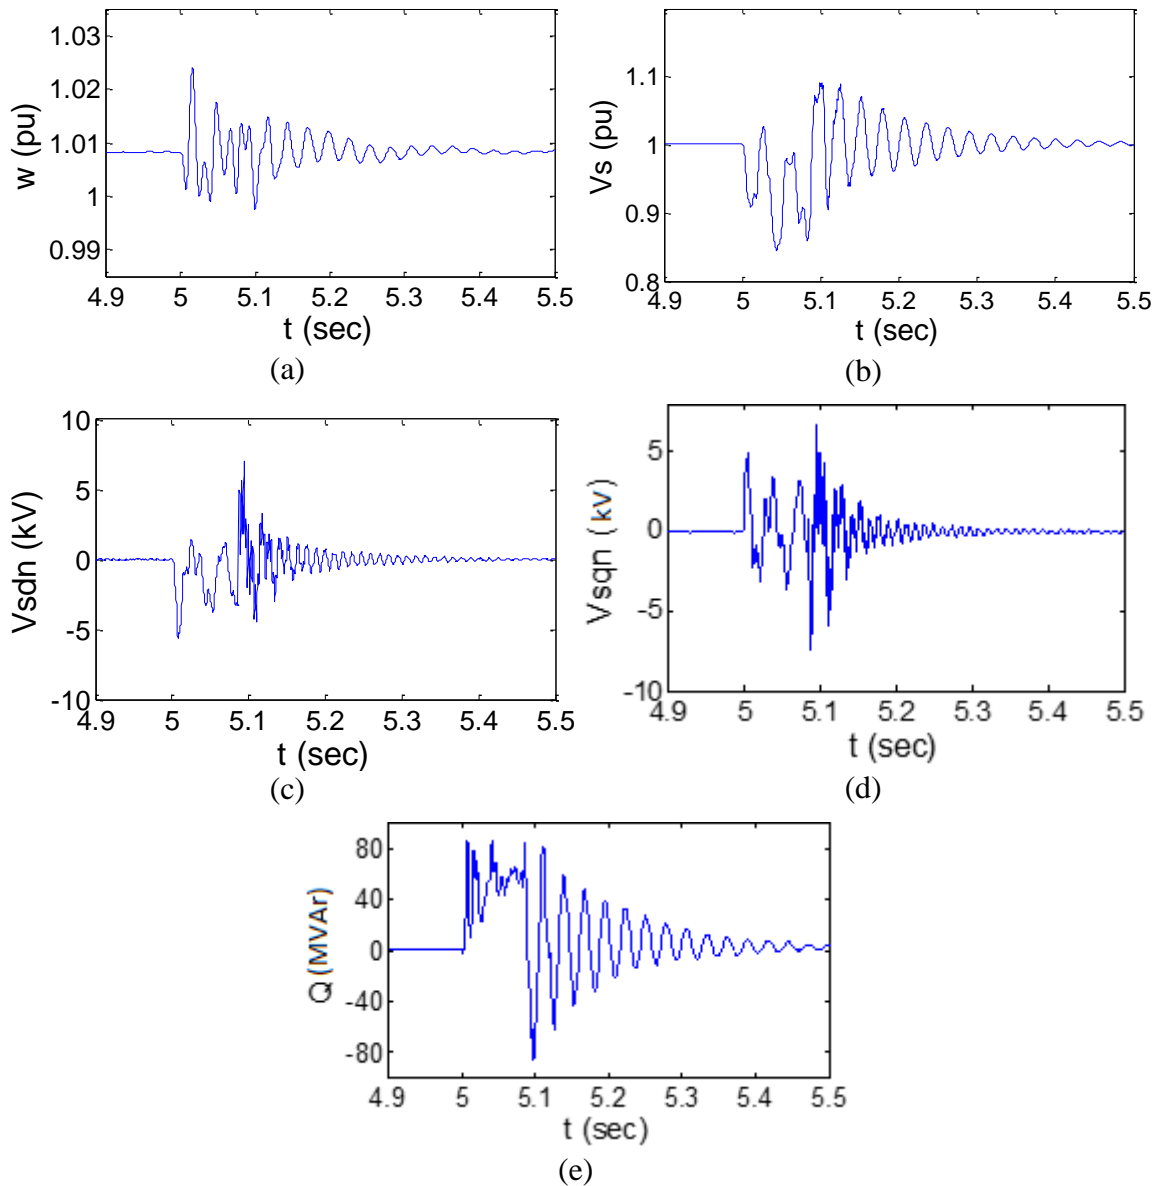 1.03
1.02
1.01
1
0.99
w (pu)
4.9 5 5.1 5.2 5.3 5.4 5.5
t (sec)
(a)
1.1
1
0.9
0.8
Vs (pu)
4.9 5 5.1 5.2 5.3 5.4 5.5
t (sec)
(b)
10
5
0
-5
-10
Vsdn (kV)
4.9 5 5.1 5.2 5.3 5.4 5.5
t (sec)
(c)
5
0
-5
-10
Vsqn ( kV)
4.9 5 5.1 5.2 5.3 5.4 5.5
t (sec)
(d)
80
40
0
-40
-80
Q (MVAr)
4.9 5 5.1 5.2 5.3 5.4 5.5
t (sec)
(e)